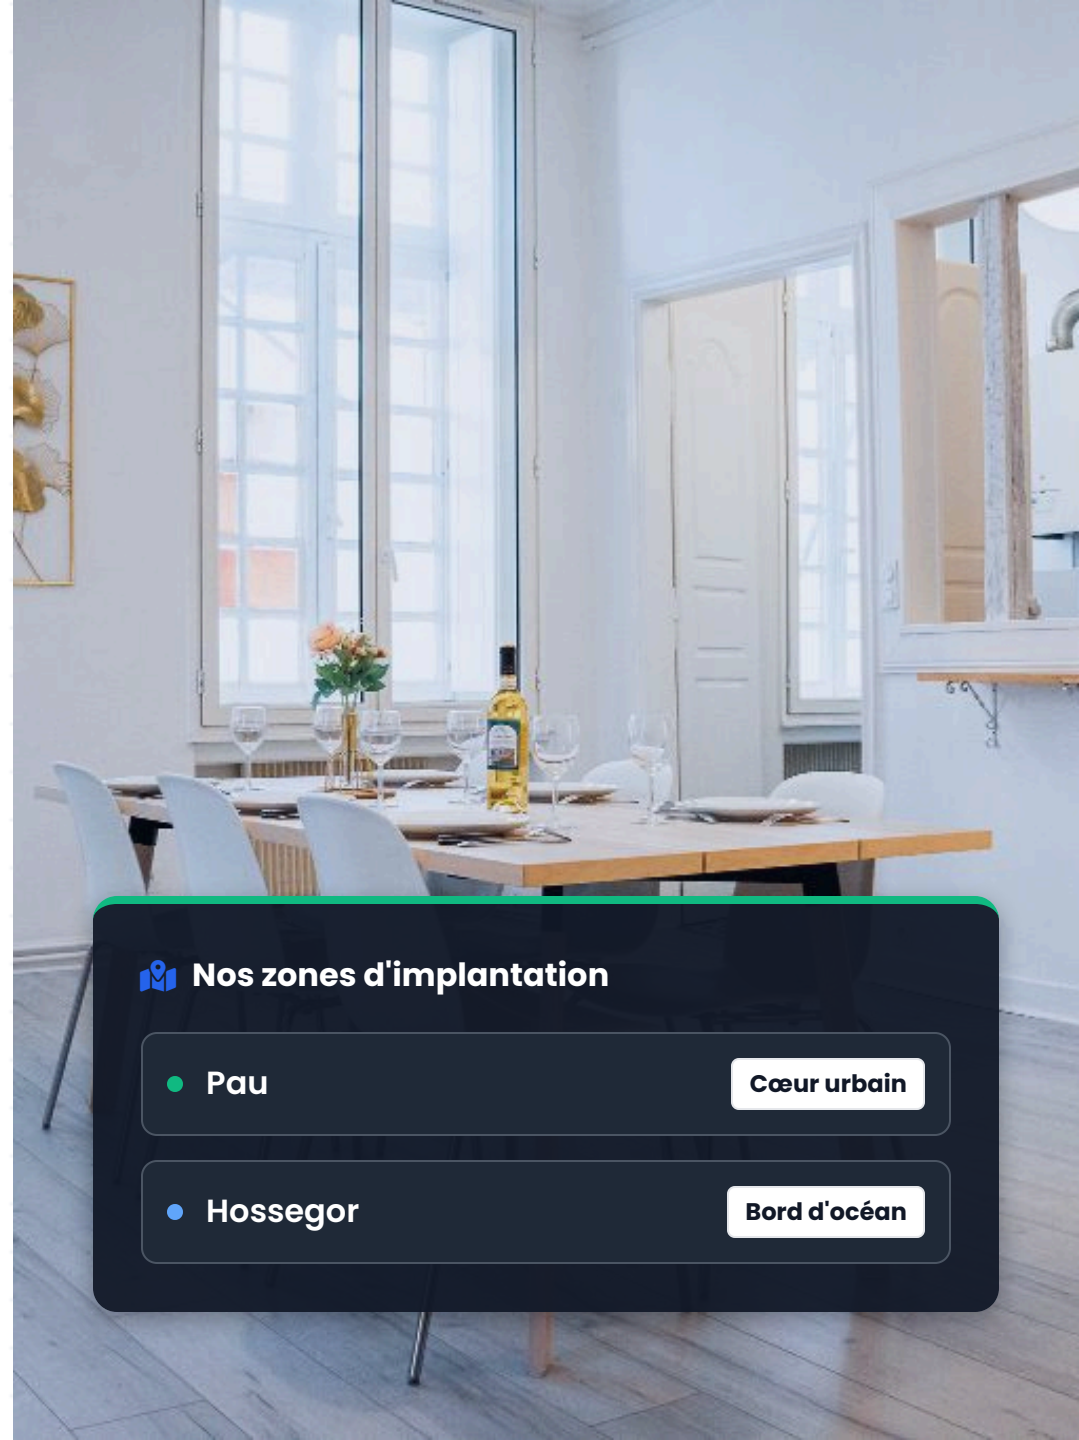 Nos zones d'implantation
Pau
Cœur urbain
Hossegor
Bord d'océan